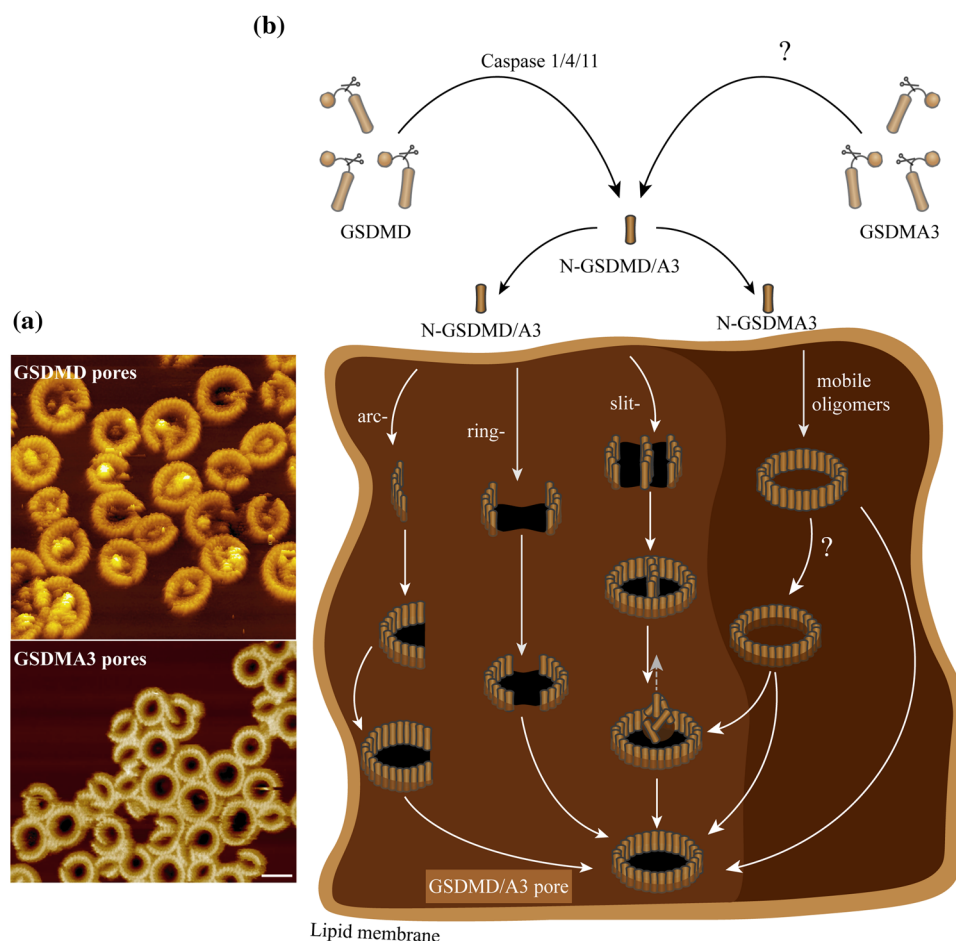 (b)
Caspase 1/4/11
?
GSDMD
GSDMA3
N-GSDMD/A3
N-GSDMD/A3
N-GSDMA3
(a)
GSDMD pores
GSDMA3 pores
arc-
ring-
slit-
mobile
oligomers
?
GSDMD/A3 pore
Lipid membrane